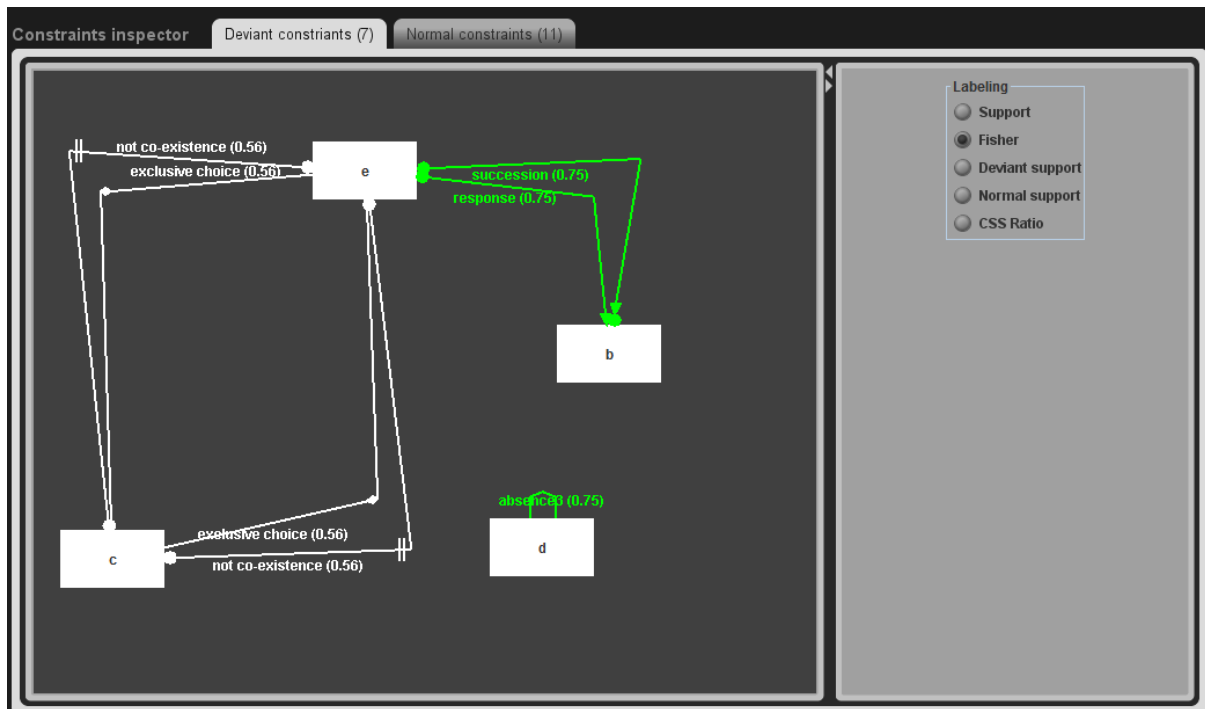 Constraints inspector
Deviant constriants (7)
Normal constraints (11)
not co-existence (0.56)
exclusive choice (0.56)
e
succession (0.75)
response (0.75)
b
absence3 (0.75)
d
exelusive choice (0.56)
not co-existence (0.56)
c
Labeling
Support
Fisher
Deviant support
Normal support
CSS Ratio